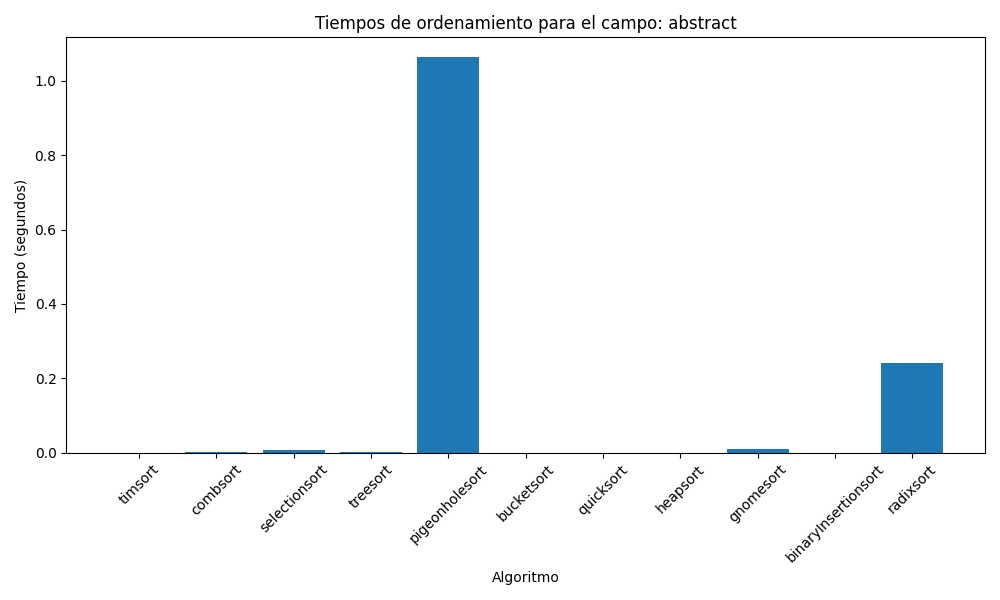 Tiempos de ordenamiento para el campo: abstract
Tiempo (segundos)
1.0
0.8
0.6
0.4
0.2
0.0
timsort
combsort
selectionsort
treesort
pigeonholesort
bucketsort
quicksort
heapsort
gnomesort
binaryInsertionsort
radixsort
Algoritmo